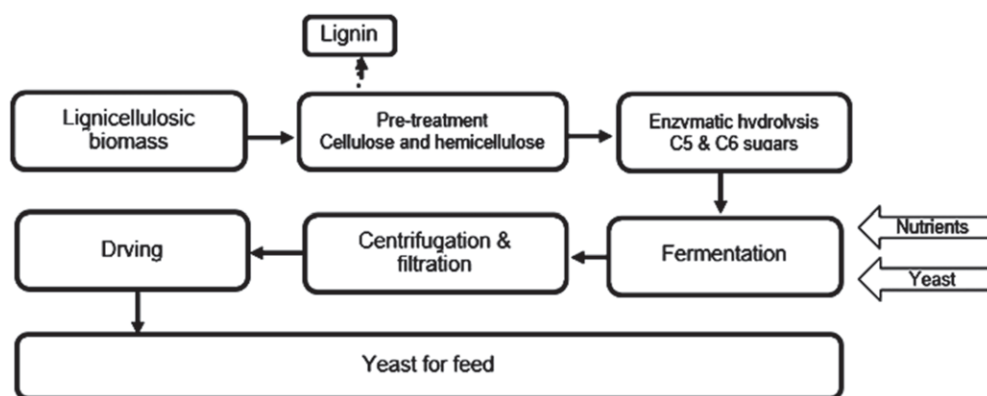 Lignin
Lignicellulosic
biomass
Pre-treatment
Cellulose and hemicellulose
Enzymatic hydrolysis
C5 & C6 sugars
Drying
Centrifugation &
filtration
Fermentation
Nutrients
Yeast
Yeast for feed